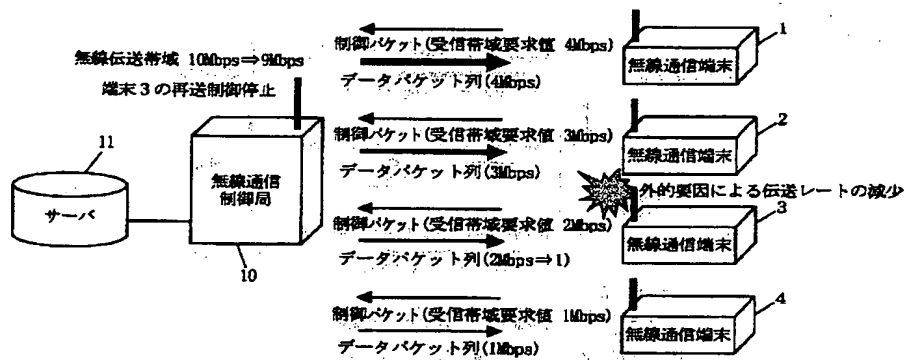 無線伝送帯域 10Mbps⇒9Mbps
端末3の再送制御停止
11
サーバ
無線通信
制御局
10
制御パケット(受信帯域要求値 4Mbps)
データパケット列(4Mbps)
1
無線通信端末
制御パケット(受信帯域要求値 3Mbps)
データパケット列(3Mbps)
2
無線通信端末
外的要因による伝送レートの減少
制御パケット(受信帯域要求値 2Mbps)
データパケット列(2Mbps⇒1)
3
無線通信端末
制御パケット(受信帯域要求値 1Mbps)
データパケット列(1Mbps)
4
無線通信端末